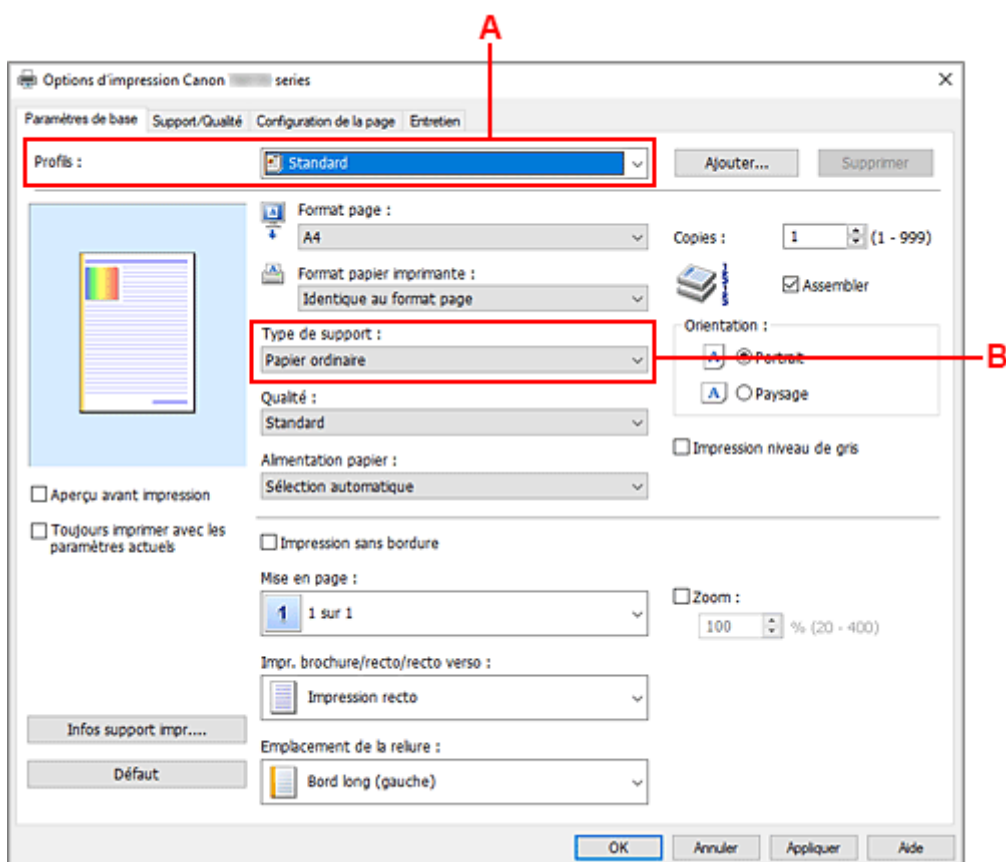 A
Options d'impression Canon series
Paramètres de base Support/Qualité Configuration de la page Entretien
Profils : Standard Ajouter... Supprimer
Format page :
A4 Copies : 1 (1 - 999)
Format papier imprimante :
Identique au format page Assembler
Type de support : Orientation :
Papier ordinaire A Portrait B
Qualité : A Paysage
Standard
Impression niveau de gris
Alimentation papier :
Sélection automatique
Aperçu avant impression
Toujours imprimer avec les
paramètres actuels
Impression sans bordure
Mise en page :
1 1 sur 1 Zoom :
100 % (20 - 400)
Impr. brochure/recto/recto verso :
Impression recto
Infos support impr....
Emplacement de la reliure :
Défaut Bord long (gauche)
OK Annuler Appliquer Aide